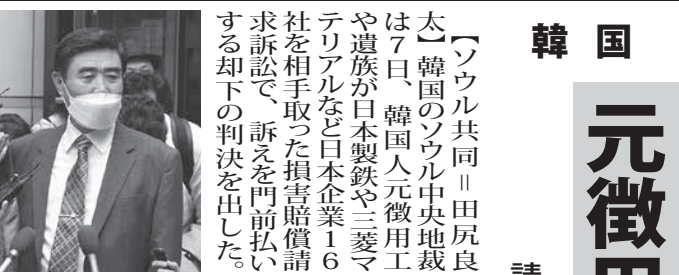 韓国
元徴用
請
【ソウル共同＝田尻良
太】韓国のソウル中央地裁
は７日、韓国人元徴用工
や遺族が日本製鉄や三菱マ
テリアルなど日本企業１６
社を相手取った損害賠償請
求訴訟で、訴えを門前払い
する却下の判決を出した。